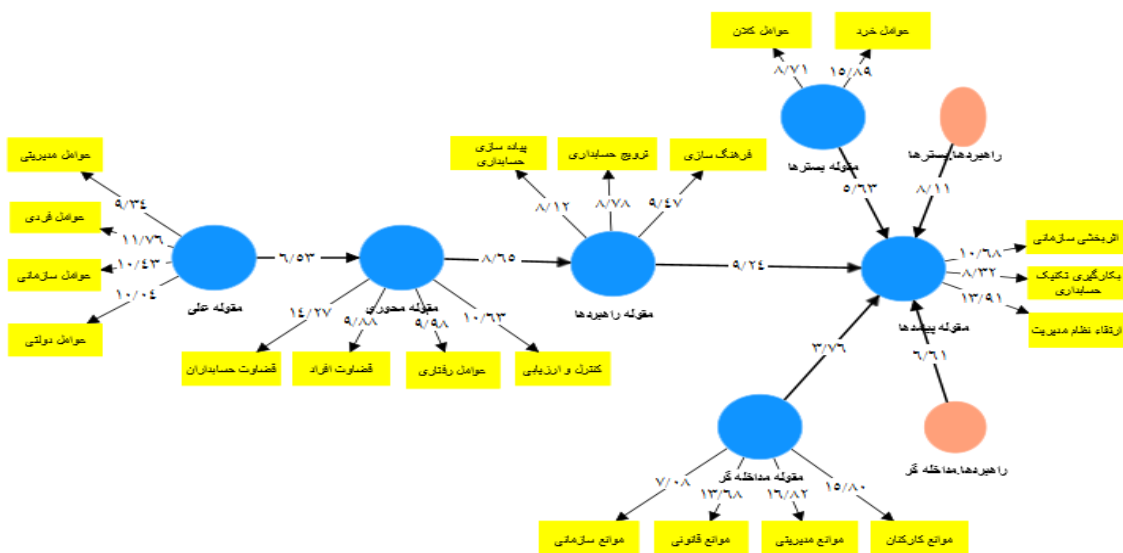 عوامل کلان
عوامل خرد
۸/۷۱
۱۵/۸۹
مقوله بسترها
راهبردها.بسترها
۵/۶۳
۸/۱۱
عوامل مدیریتی
عوامل فردی
عوامل سازمانی
عوامل دولتی
۹/۳۴
۱۱/۷۶
۱۰/۴۳
۱۰/۰۴
مقوله علی
۶/۵۳
مقوله محوری
۱۴/۲۷
۹/۸۸
۹/۹۸
۱۰/۶۳
قضاوت حسابداران
قضاوت افراد
عوامل رفتاری
کنترل و ارزیابی
۸/۶۵
پیاده سازی
حسابداری
ترویج حسابداری
فرهنگ سازی
۸/۱۲
۸/۷۸
۹/۴۷
مقوله راهبردها
۹/۲۴
مقوله پیامدها
۱۰/۶۸
۸/۳۲
۱۳/۹۱
اثربخشی سازمانی
بکارگیری تکنیک
حسابداری
ارتقاء نظام مدیریت
۳/۷۶
۶/۶۱
مقوله مداخله گر
راهبردها.مداخله گر
۷/۰۸
۱۳/۶۸
۱۶/۸۲
۱۵/۸۰
موانع سازمانی
موانع قانونی
موانع مدیریتی
موانع کارکنان